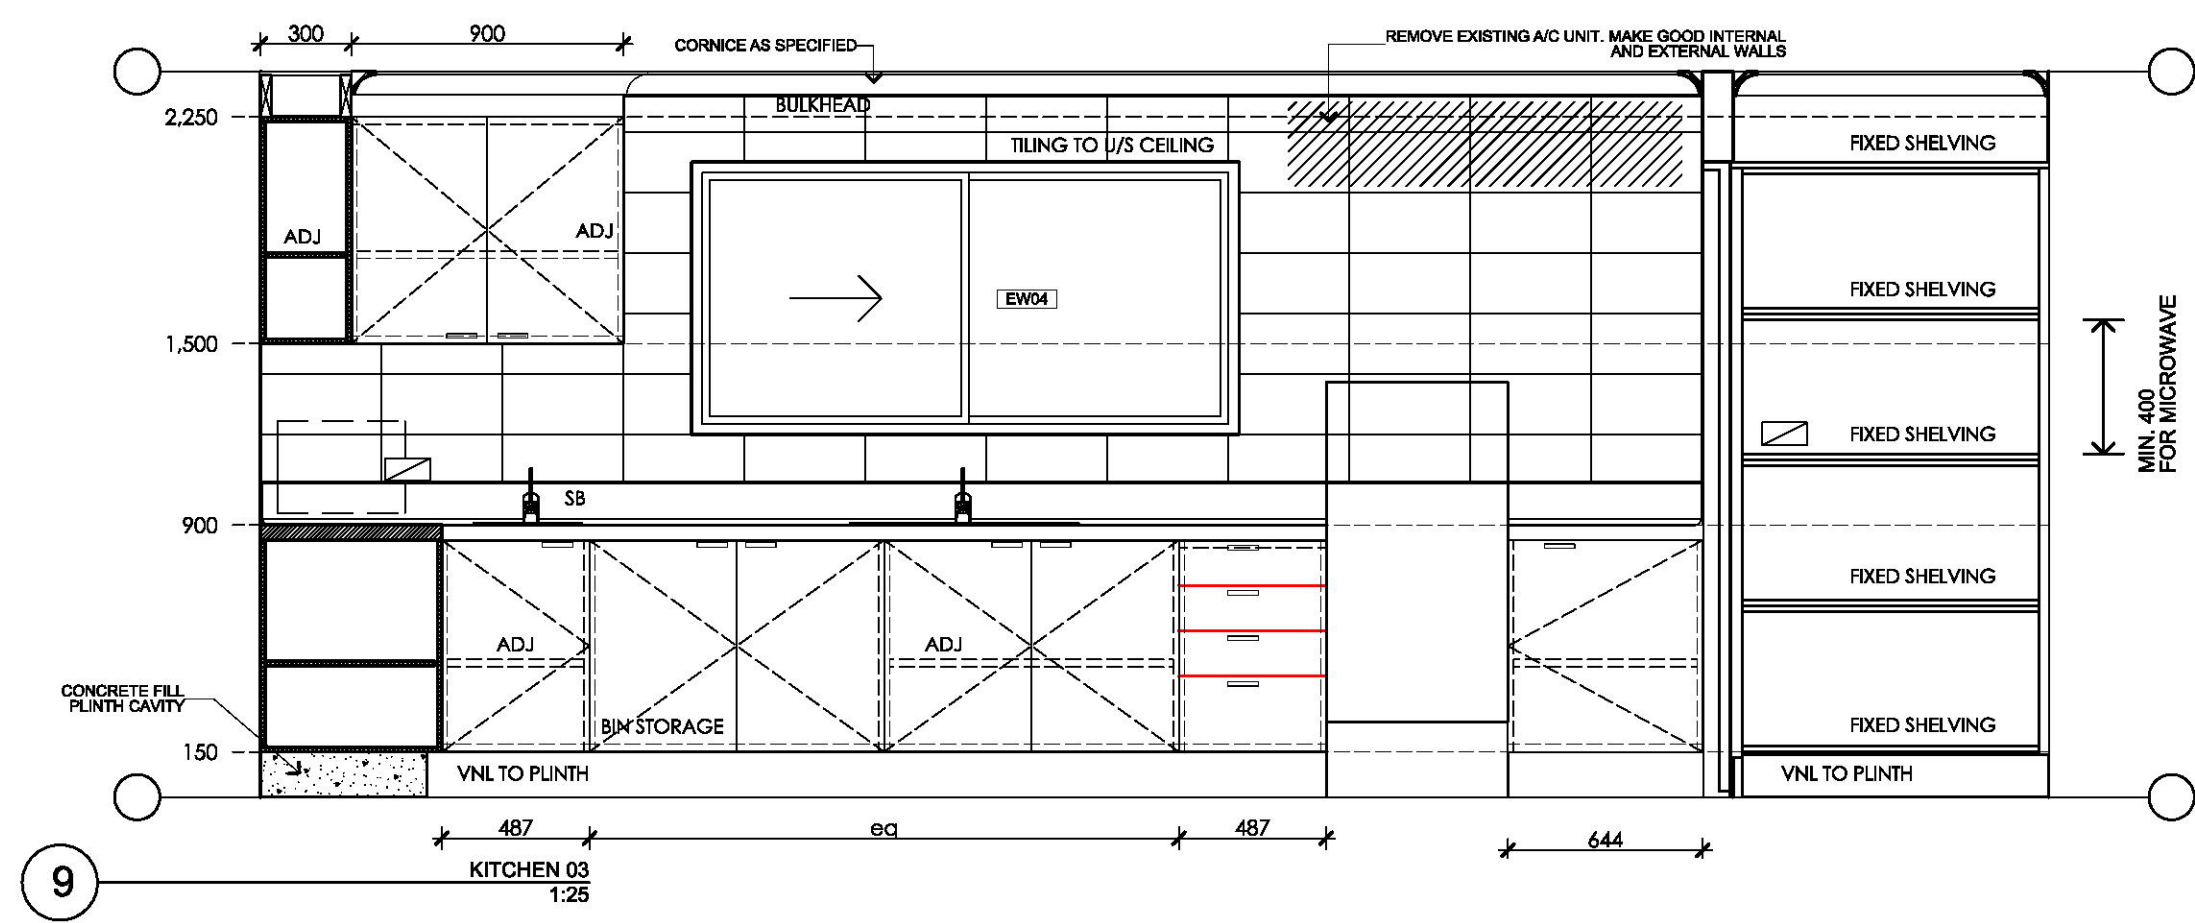 300
900
CORNICE AS SPECIFIED
REMOVE EXISTING A/C UNIT. MAKE GOOD INTERNAL
AND EXTERNAL WALLS
2,250
BULKHEAD
TILING TO U/S CEILING
FIXED SHELVING
ADJ
ADJ
EW04
FIXED SHELVING
1,500
MIN. 400
FOR MICROWAVE
FIXED SHELVING
SB
900
FIXED SHELVING
ADJ
ADJ
CONCRETE FILL
PLINTH CAVITY
BIN STORAGE
FIXED SHELVING
150
VNL TO PLINTH
VNL TO PLINTH
487
eq
487
644
9
KITCHEN 03
1:25